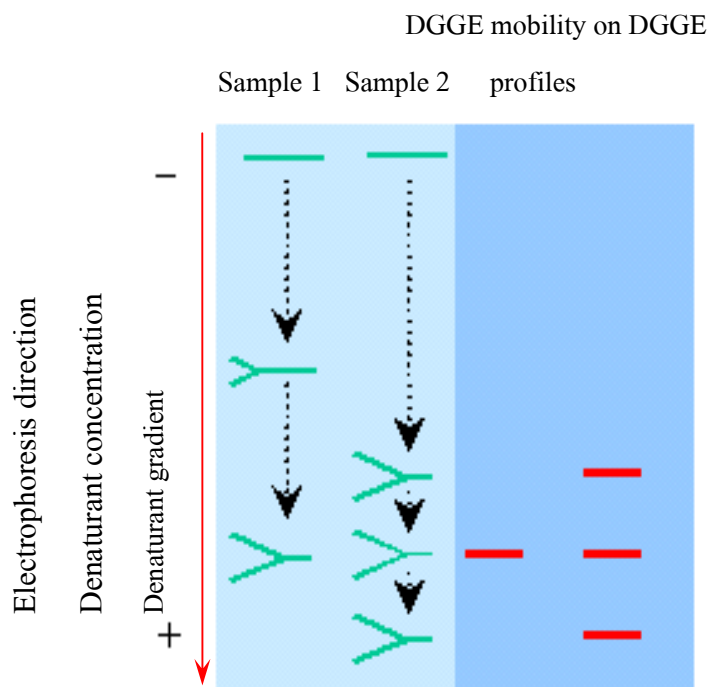 DGGE mobility on DGGE
Sample 1 Sample 2 profiles
−
Electrophoresis direction
Denaturant concentration
Denaturant gradient
+